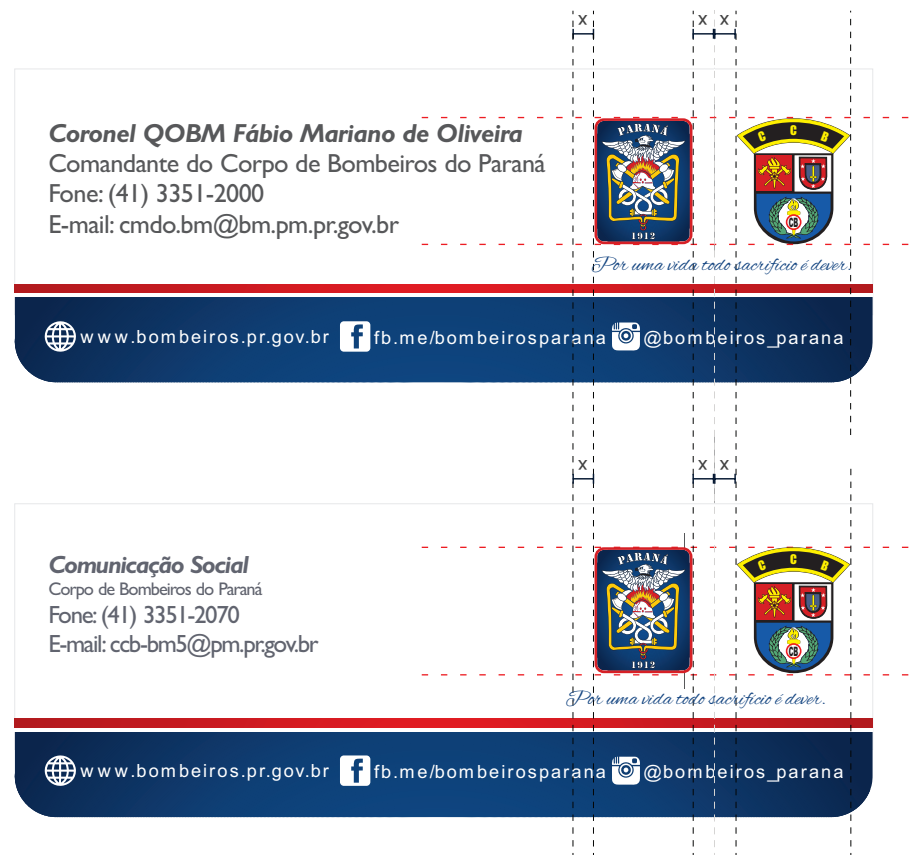 x x x
Coronel QOBM Fábio Mariano de Oliveira
Comandante do Corpo de Bombeiros do Paraná
Fone: (41) 3351-2000
E-mail: cmdo.bm@bm.pm.pr.gov.br
PARANÁ
1912
C C B
CB
Por uma vida todo sacrifício é dever.
www.bombeiros.pr.gov.br f fb.me/bombeirosparana @bombeiros_parana
x x x
Comunicação Social
Corpo de Bombeiros do Paraná
Fone: (41) 3351-2070
E-mail: ccb-bm5@pm.pr.gov.br
PARANÁ
1912
C C B
CB
Por uma vida todo sacrifício é dever.
www.bombeiros.pr.gov.br f fb.me/bombeirosparana @bombeiros_parana